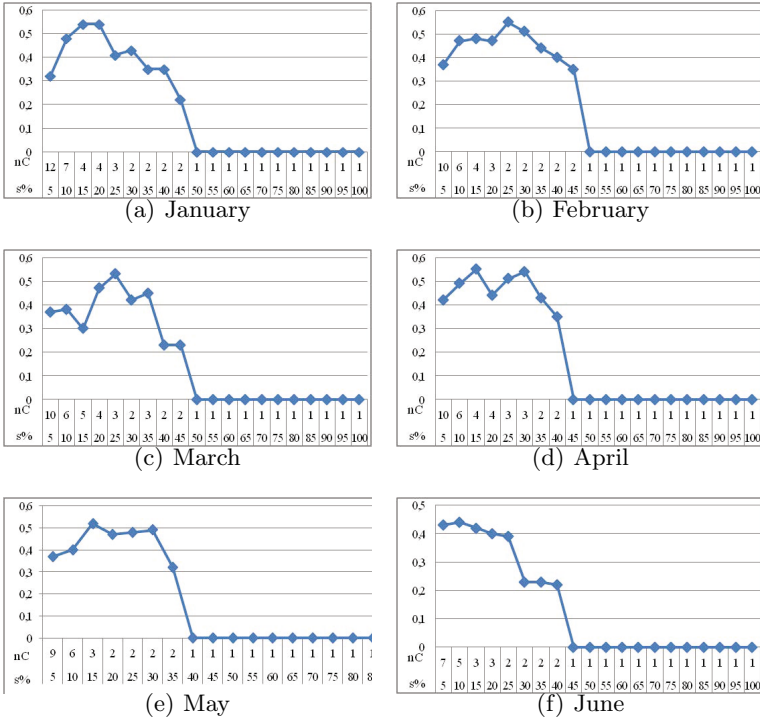 0,6
0,5
0,4
0,3
0,2
0,1
0
nC 12 7 4 4 3 2 2 2 2 1 1 1 1 1 1 1 1 1 1 1
s% 5 10 15 20 25 30 35 40 45 50 55 60 65 70 75 80 85 90 95 100
(a) January
0,6
0,5
0,4
0,3
0,2
0,1
0
nC 10 6 4 3 2 2 2 2 2 1 1 1 1 1 1 1 1 1 1 1
s% 5 10 15 20 25 30 35 40 45 50 55 60 65 70 75 80 85 90 95 100
(b) February
0,6
0,5
0,4
0,3
0,2
0,1
0
nC 10 6 5 4 3 2 3 2 2 1 1 1 1 1 1 1 1 1 1 1
s% 5 10 15 20 25 30 35 40 45 50 55 60 65 70 75 80 85 90 95 100
(c) March
0,6
0,5
0,4
0,3
0,2
0,1
0
nC 10 6 4 4 3 2 2 2 1 1 1 1 1 1 1 1 1 1 1 1
s% 5 10 15 20 25 30 35 40 45 50 55 60 65 70 75 80 85 90 95 100
(d) April
0,6
0,5
0,4
0,3
0,2
0,1
0
nC 9 6 3 2 2 2 2 1 1 1 1 1 1 1 1 1
s% 5 10 15 20 25 30 35 40 45 50 55 60 65 70 75 80
(e) May
0,5
0,4
0,3
0,2
0,1
0
nC 7 5 3 3 2 2 2 2 1 1 1 1 1 1 1 1 1 1 1 1
s% 5 10 15 20 25 30 35 40 45 50 55 60 65 70 75 80 85 90 95 100
(f) June